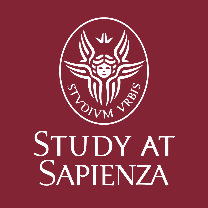 STVDIVM VRBIS
STUDY AT
SAPIENZA